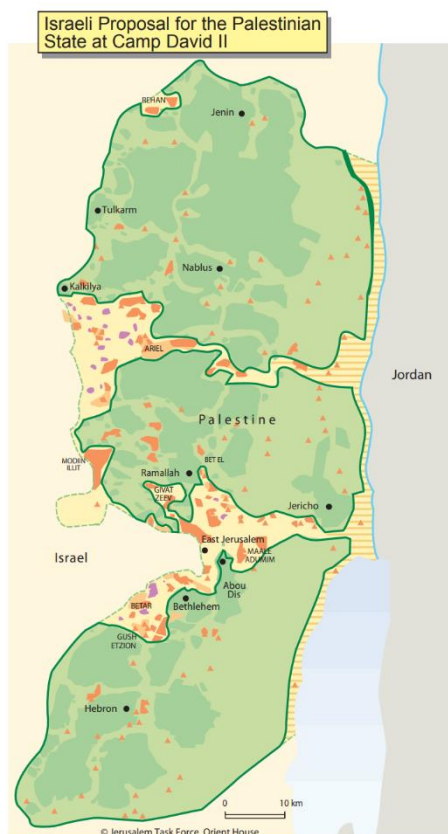 Israeli Proposal for the Palestinian
State at Camp David II
REHAN
Jenin
Tulkarm
Nablus
Kalkilya
ARIEL
Jordan
Palestine
MODIIN
ILLIT
Ramallah
BET EL
GIVAT
ZEEV
Jericho
Israel
East Jerusalem
MAALE
ADUMIM
Abou
Dis
BETAR
Bethlehem
GUSH
ETZION
Hebron
0 10 km
© Jerusalem Task Force, Orient House